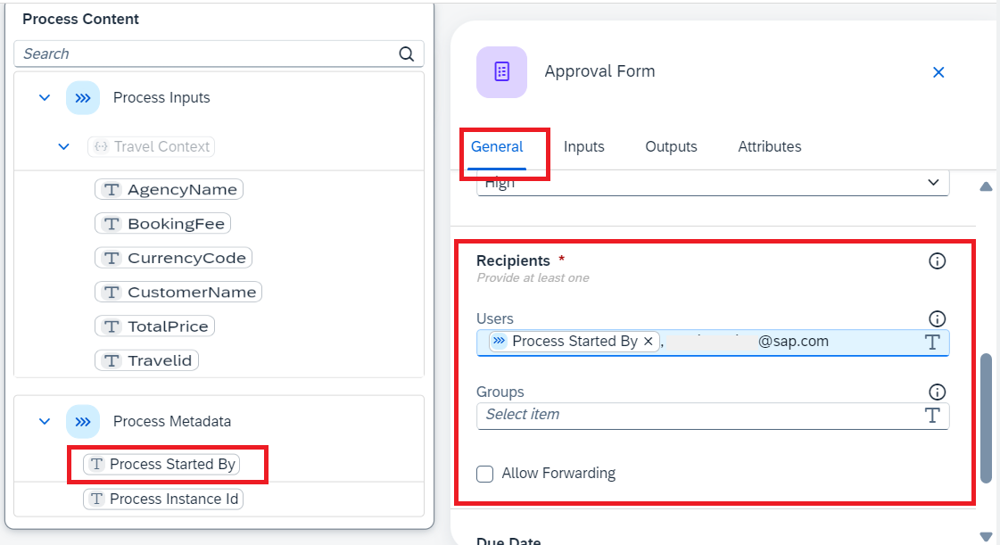 Process Content
Search
Process Inputs
Travel Context
AgencyName
BookingFee
CurrencyCode
CustomerName
TotalPrice
Travelid
Process Metadata
Process Started By
Process Instance Id
Approval Form
General Inputs Outputs Attributes
High
Recipients *
Provide at least one
Users
Process Started By ×, @sap.com
Groups
Select item
Allow Forwarding
Due Date